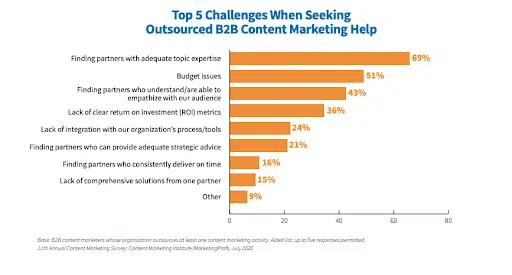 Top 5 Challenges When Seeking
Outsourced B2B Content Marketing Help
Finding partners with adequate topic expertise 69%
Budget issues 51%
Finding partners who understand/are able to
empathize with our audience 43%
Lack of clear return on investment (ROI) metrics 36%
Lack of integration with our organization's process/tools 24%
Finding partners who can provide adequate strategic advice 21%
Finding partners who consistently deliver on time 16%
Lack of comprehensive solutions from one partner 15%
Other 9%
0 20 40 60 80
Base: B2B content marketers whose organization outsources at least one content marketing activity. Aided list; up to five responses permitted.
11th Annual Content Marketing Survey: Content Marketing Institute/MarketingProfs, July 2020